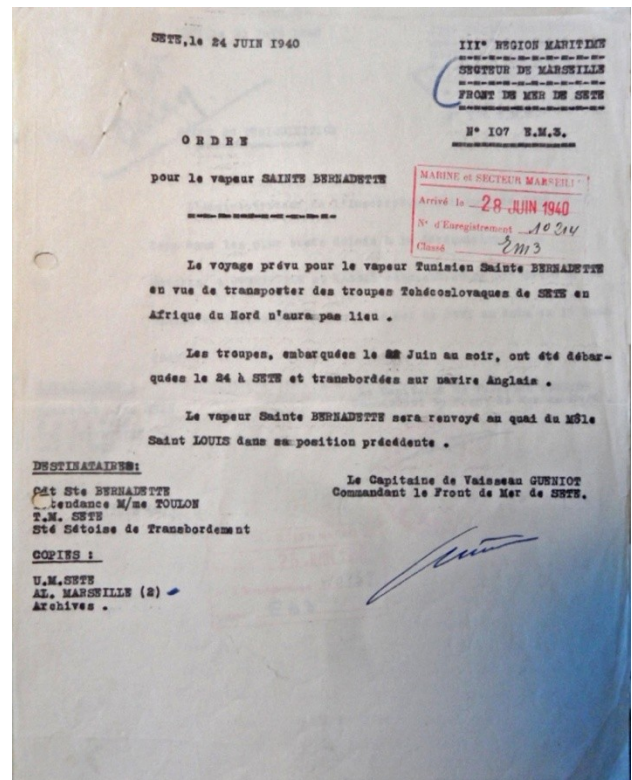 SETE, le 24 JUIN 1940
III° REGION MARITIME
SECTEUR DE MARSEILLE
FRONT DE MER DE SETE
N° 107 E.M.3.
ORDRE
pour le vapeur SAINTE BERNADETTE
MARINE et SECTEUR MARSEILLE
Arrivé le 28 JUIN 1940
N° d'Enregistrement 10214
Classé EM3
Le voyage prévu pour le vapeur Tunisien Sainte BERNADETTE
en vue de transporter des troupes Tchécoslovaques de SETE en
Afrique du Nord n'aura pas lieu .
Les troupes, embarquées le Juin au soir, ont été débar-
quées le 24 à SETE et transbordées sur navire Anglais .
Le vapeur Sainte BERNADETTE sera renvoyé au quai du Môle
Saint LOUIS dans sa position précédente .
DESTINATAIRES:
Cdt Ste BERNADETTE
tendance M/me TOULON
T.M. SETE
Sté Sétoise de Transbordement
Le Capitaine de Vaisseau GUENIOT
Commandant le Front de Mer de SETE.
COPIES :
U.M.SETE
AL. MARSEILLE (2)
Archives .